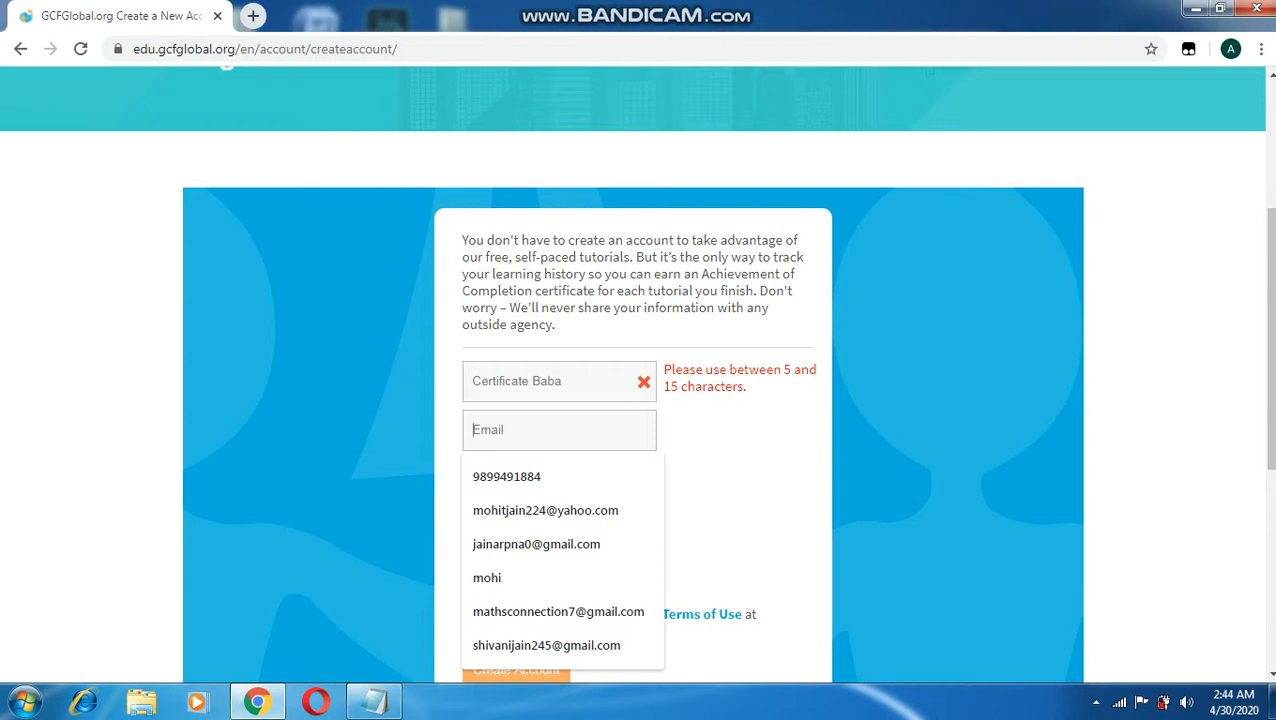 GCFGlobal.org Create a New Acc
WWW.BANDICAM.COM
edu.gcfglobal.org/en/account/createaccount/
A
You don't have to create an account to take advantage of
our free, self-paced tutorials. But it's the only way to track
your learning history so you can earn an Achievement of
Completion certificate for each tutorial you finish. Don't
worry – We'll never share your information with any
outside agency.
Certificate Baba
Please use between 5 and
15 characters.
Email
9899491884
mohitjain224@yahoo.com
jainarpna0@gmail.com
mohi
mathsconnection7@gmail.com
Terms of Use at
shivanijain245@gmail.com
Create Account
2:44 AM
4/30/2020